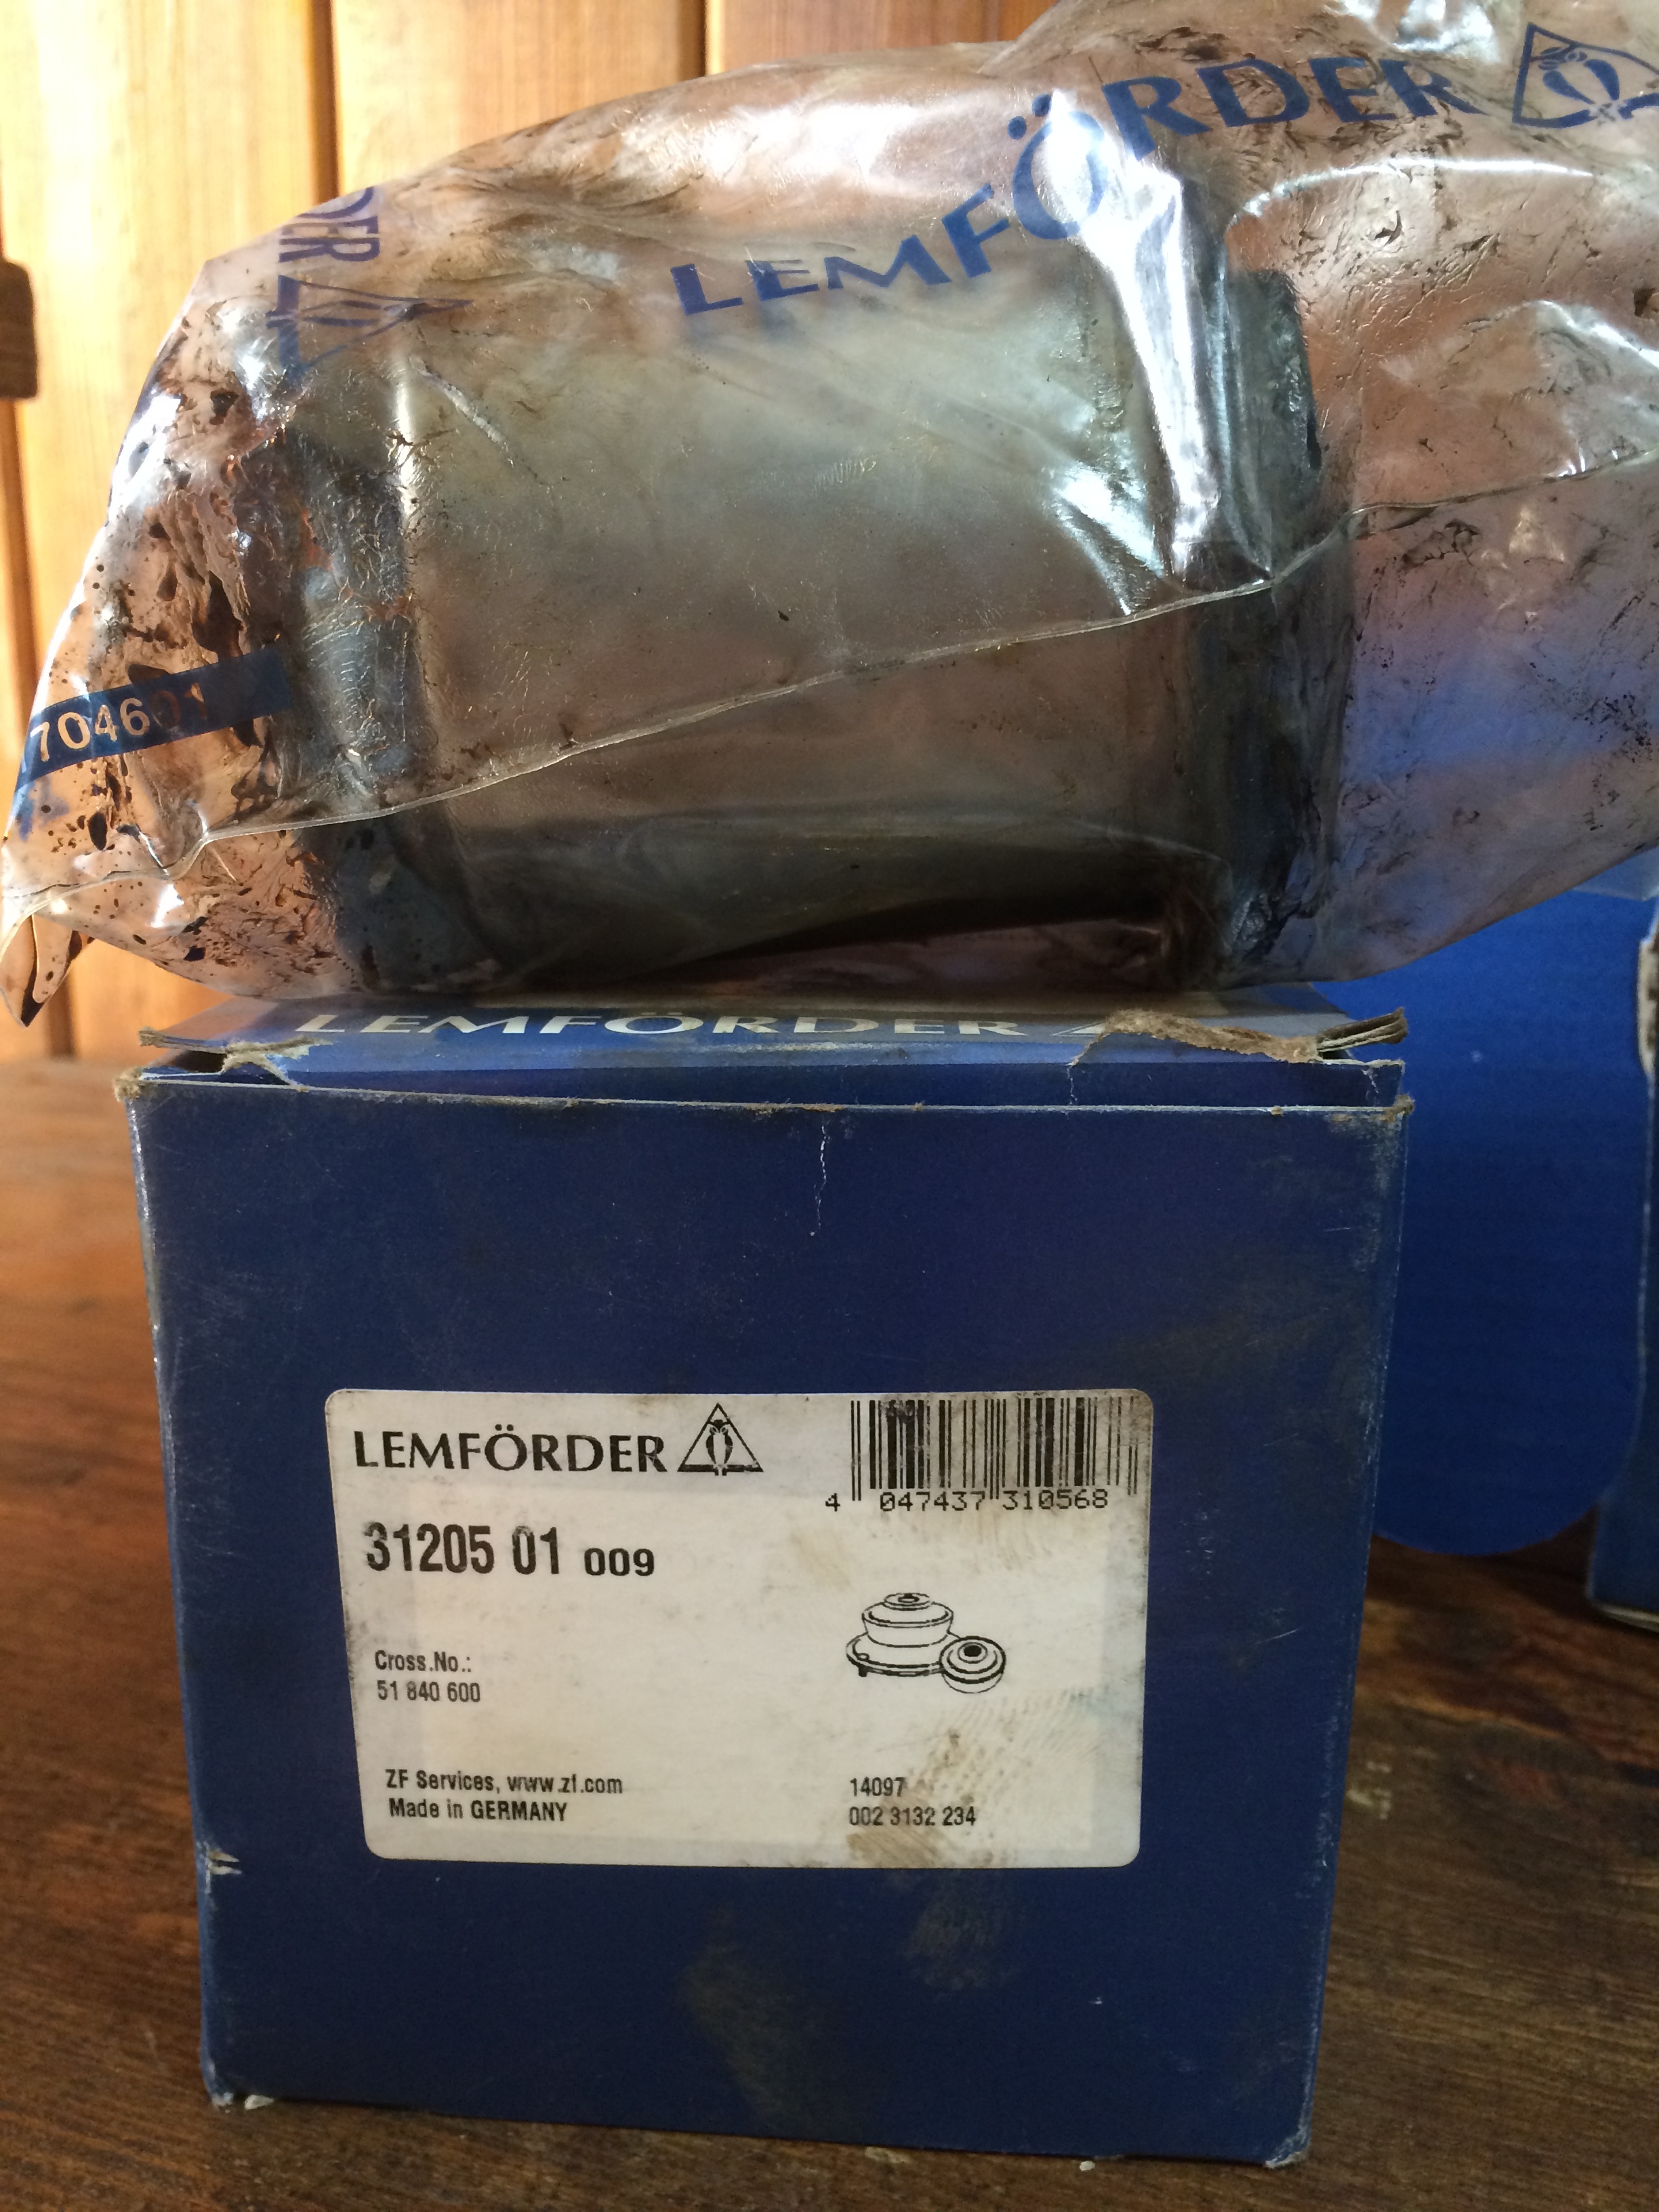 LEMFÖRDER
DER
704601
LEMFÖRDER
LEMFÖRDER
4 047437 310568
31205 01 009
Cross.No.:
51 840 600
ZF Services, www.zf.com
Made in GERMANY
14097
002 3132 234